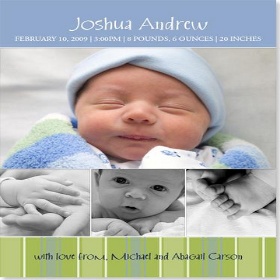 Joshua Andrew
FEBRUARY 10, 2009 | 3:00PM | 8 POUNDS, 6 OUNCES | 20 INCHES
with love from, Michael and Abagail Carson